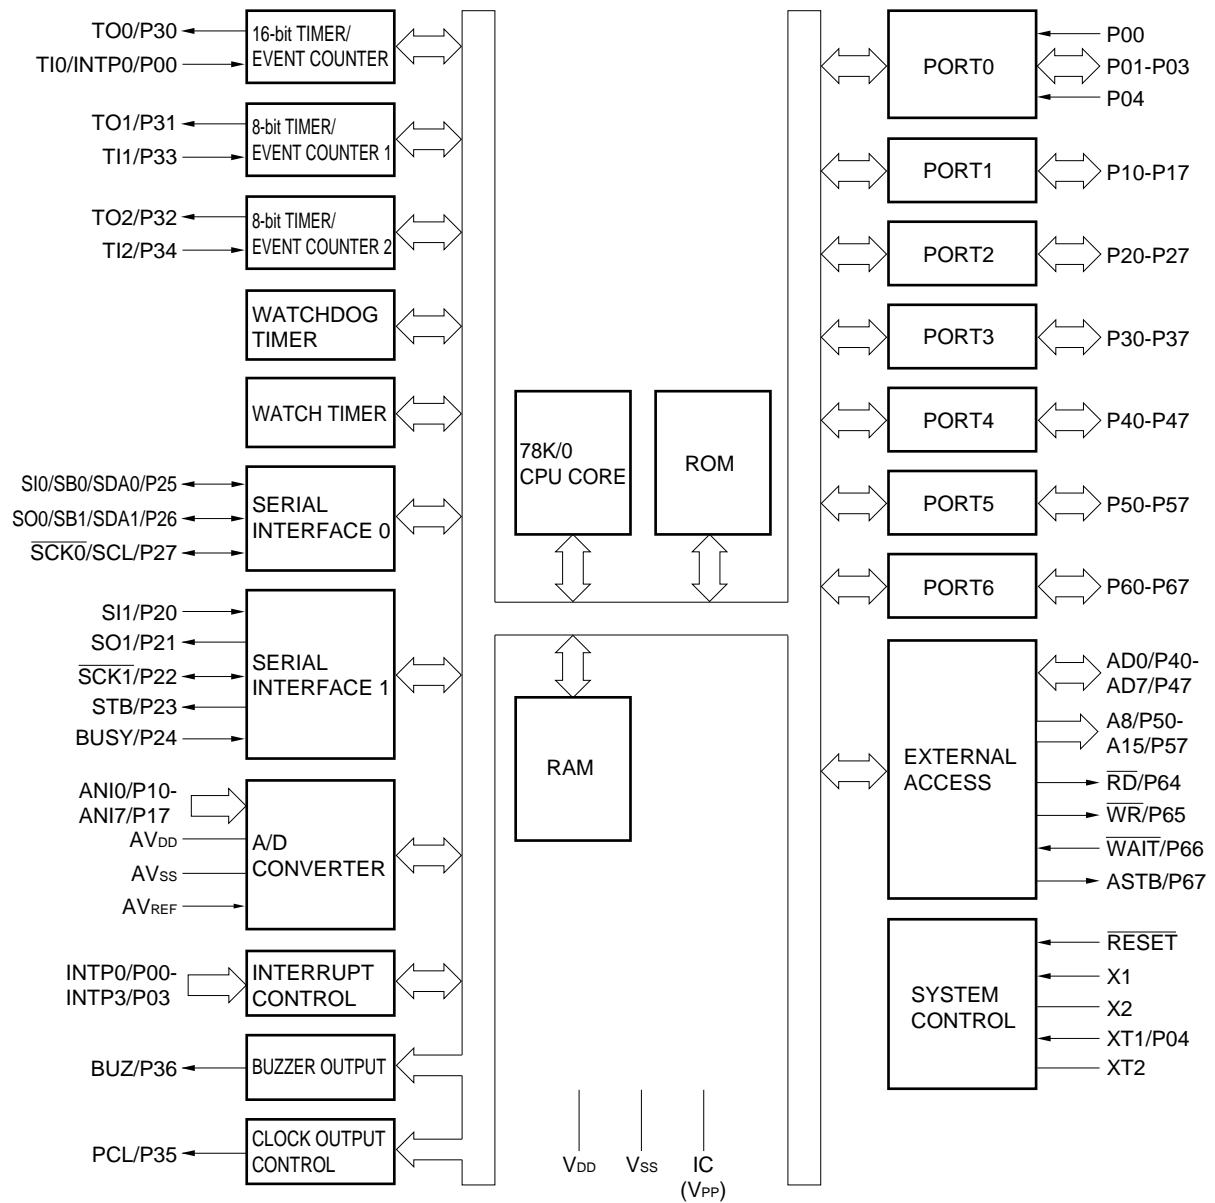 TO0/P30
TI0/INTP0/P00
16-bit TIMER/
EVENT COUNTER
TO1/P31
TI1/P33
8-bit TIMER/
EVENT COUNTER 1
TO2/P32
TI2/P34
8-bit TIMER/
EVENT COUNTER 2
WATCHDOG
TIMER
WATCH TIMER
SI0/SB0/SDA0/P25
SO0/SB1/SDA1/P26
SCK0/SCL/P27
SERIAL
INTERFACE 0
SI1/P20
SO1/P21
SCK1/P22
STB/P23
BUSY/P24
SERIAL
INTERFACE 1
ANI0/P10-
ANI7/P17
AVDD
AVSS
AVREF
A/D
CONVERTER
INTP0/P00-
INTP3/P03
INTERRUPT
CONTROL
BUZ/P36
BUZZER OUTPUT
PCL/P35
CLOCK OUTPUT
CONTROL
78K/0
CPU CORE
ROM
RAM
VDD
VSS
IC
(VPP)
PORT0
P00
P01-P03
P04
PORT1
P10-P17
PORT2
P20-P27
PORT3
P30-P37
PORT4
P40-P47
PORT5
P50-P57
PORT6
P60-P67
EXTERNAL
ACCESS
AD0/P40-
AD7/P47
A8/P50-
A15/P57
RD/P64
WR/P65
WAIT/P66
ASTB/P67
SYSTEM
CONTROL
RESET
X1
X2
XT1/P04
XT2